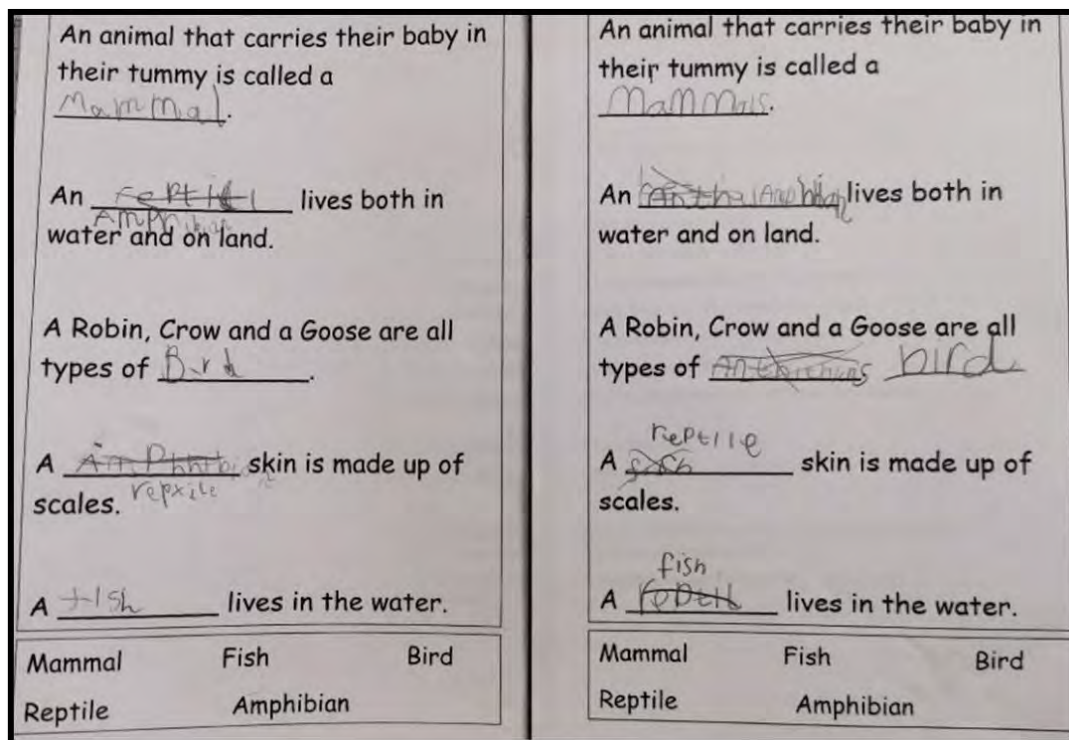 An animal that carries their baby in
their tummy is called a
Mammal.
An reptil lives both in
Amphibian
water and on land.
A Robin, Crow and a Goose are all
types of Bird.
A skin is made up of
scales. repxile
A fish lives in the water.
Mammal Fish Bird
Reptile Amphibian
An animal that carries their baby in
their tummy is called a
Mammals.
An Amphibian lives both in
water and on land.
A Robin, Crow and a Goose are all
types of bird
reptile
A skin is made up of
scales.
fish
A reptil lives in the water.
Mammal Fish Bird
Reptile Amphibian